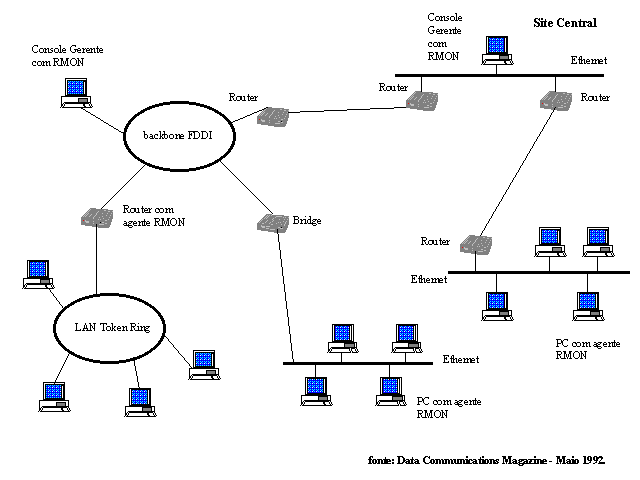 Site Central
Console
Gerente
com
RMON
Ethernet
Console Gerente
com RMON
Router
Router
Router
backbone FDDI
Router com
agente RMON
Bridge
Router
Ethernet
LAN Token Ring
PC com agente
RMON
Ethernet
PC com agente
RMON
fonte: Data Communications Magazine - Maio 1992.